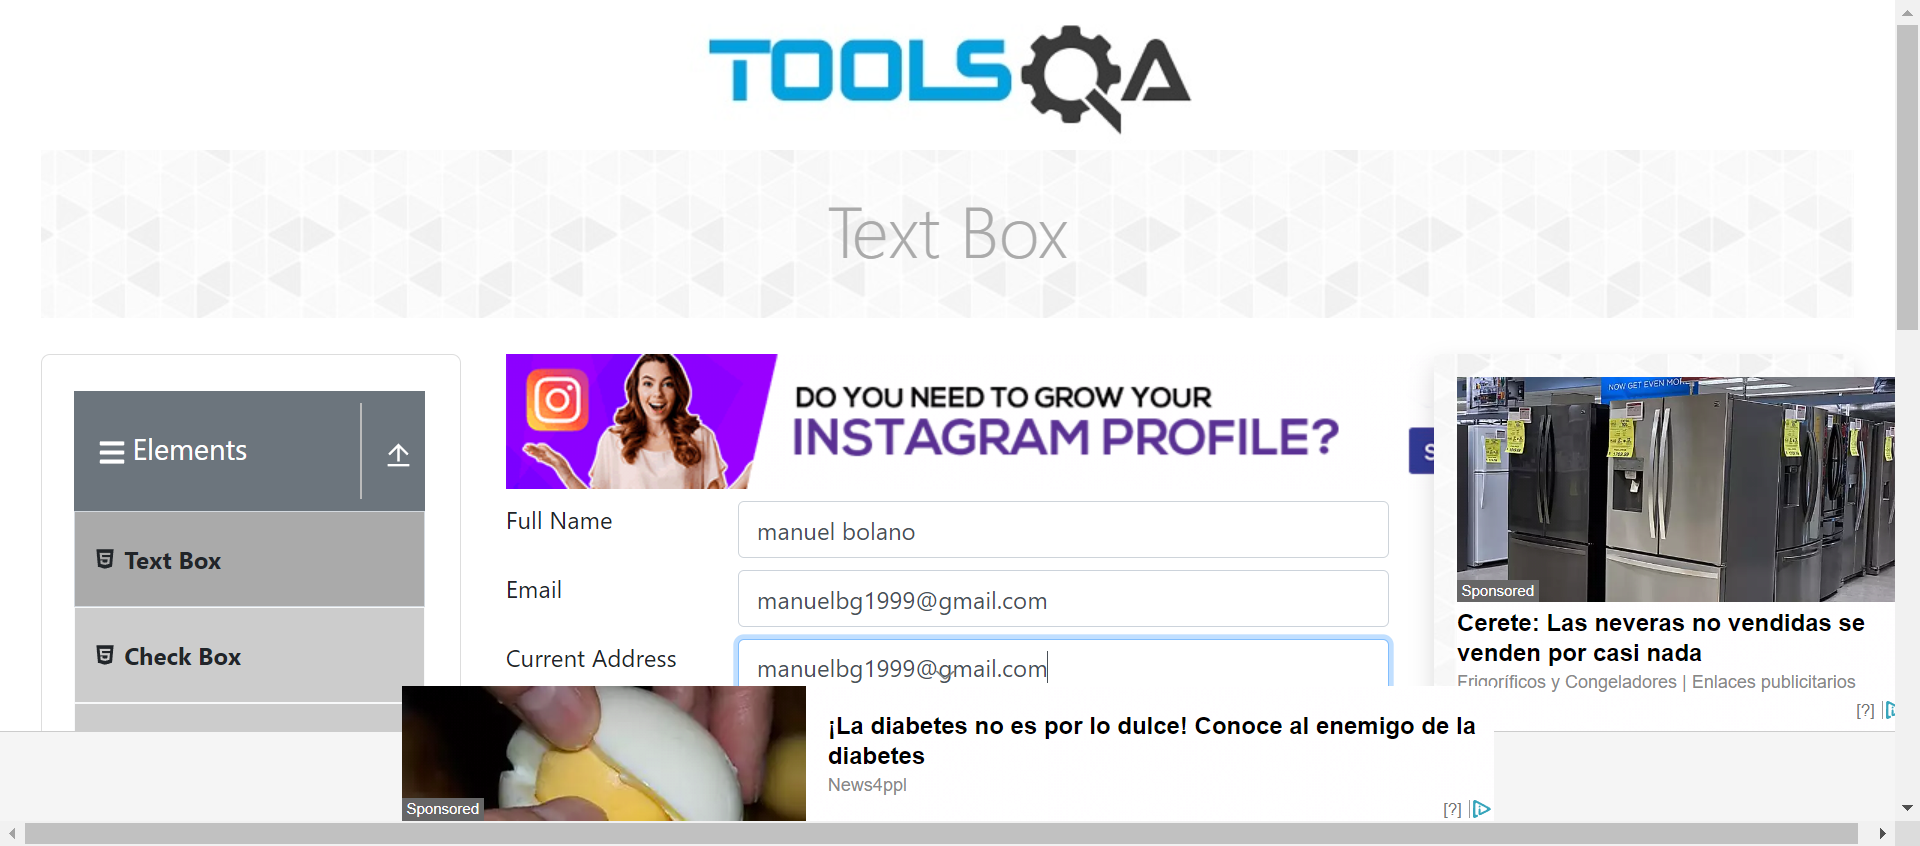 TOOLSQA
Text Box
Elements
Text Box
Check Box
DO YOU NEED TO GROW YOUR
INSTAGRAM PROFILE?
S
Full Name
manuel bolano
Email
manuelbg1999@gmail.com
Current Address
manuelbg1999@gmail.com
NOW GET EVEN MOR
Sponsored
Cerete: Las neveras no vendidas se
venden por casi nada
Frigoríficos y Congeladores | Enlaces publicitarios
[?]
Sponsored
¡La diabetes no es por lo dulce! Conoce al enemigo de la
diabetes
News4ppl
[?]